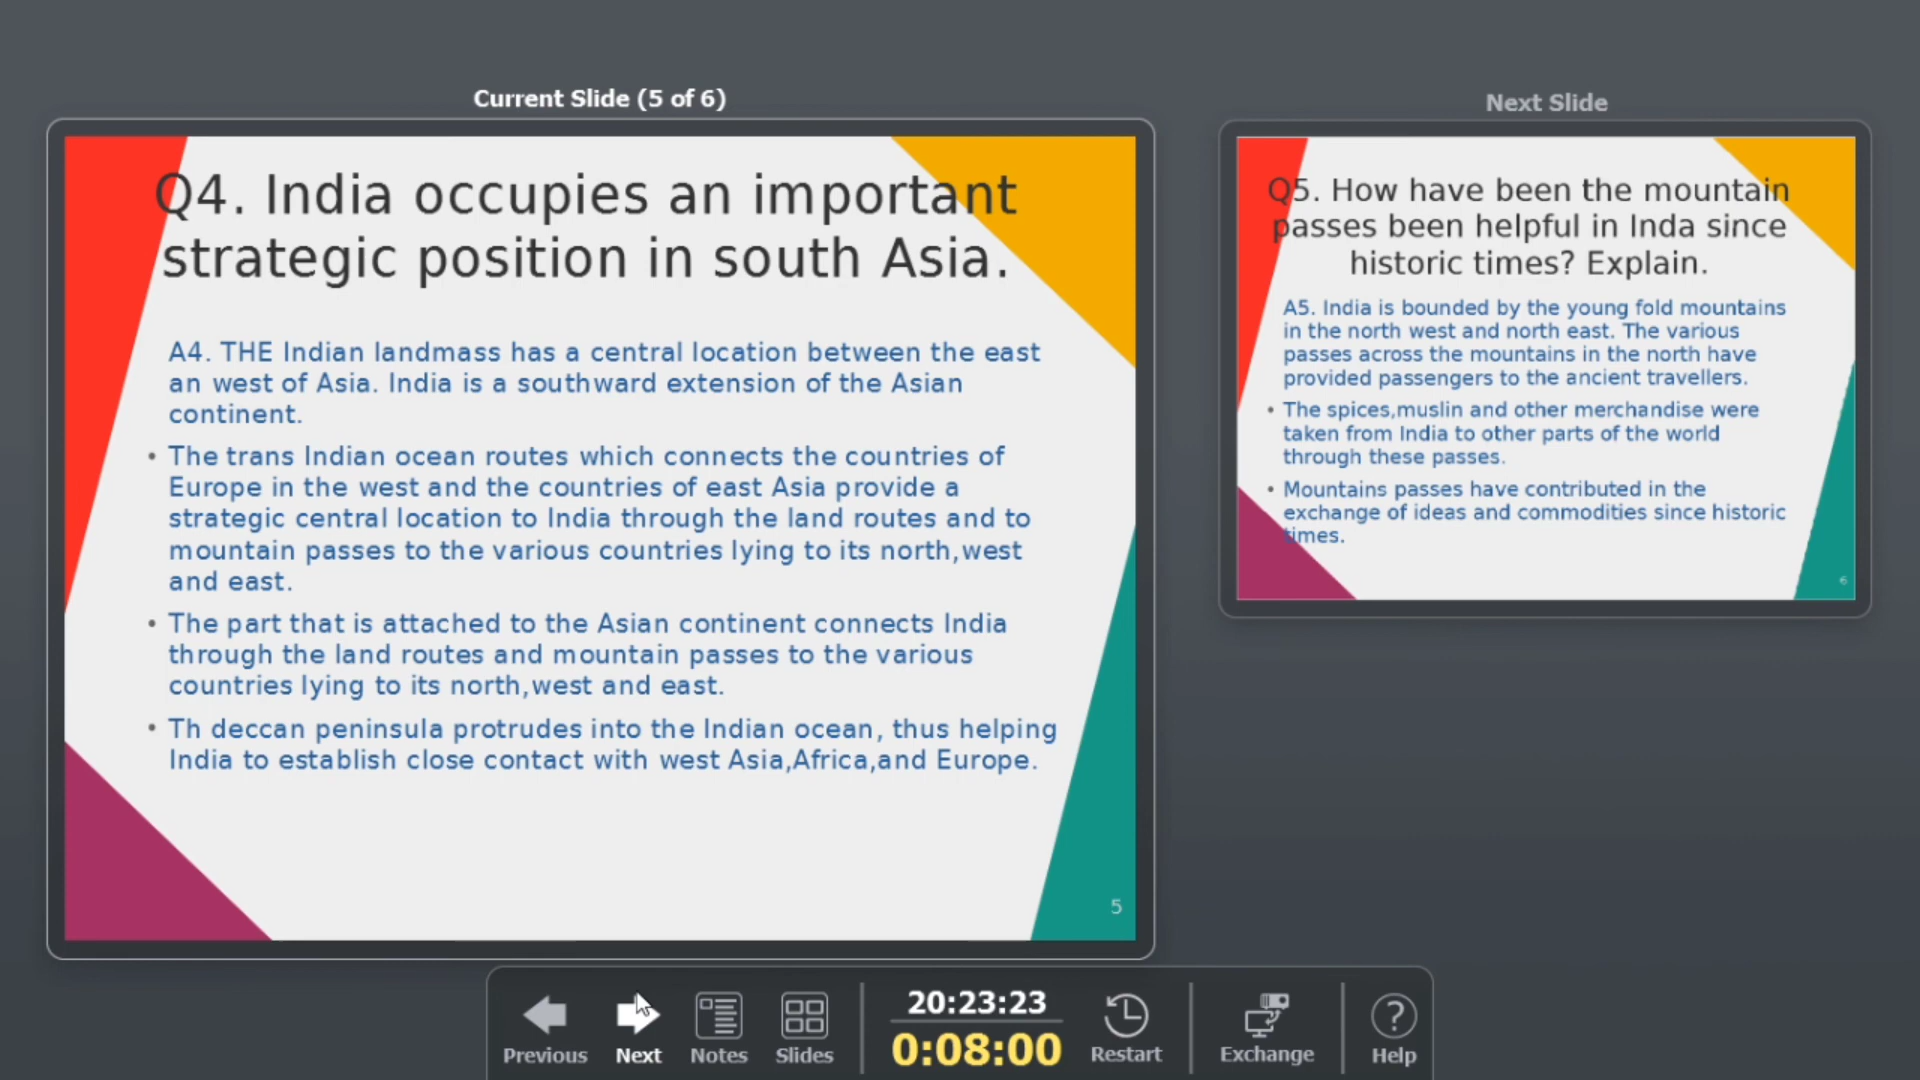 Current Slide (5 of 6)
Q4. India occupies an important
strategic position in south Asia.
A4. THE Indian landmass has a central location between the east
an west of Asia. India is a southward extension of the Asian
continent.
• The trans Indian ocean routes which connects the countries of
Europe in the west and the countries of east Asia provide a
strategic central location to India through the land routes and to
mountain passes to the various countries lying to its north,west
and east.
• The part that is attached to the Asian continent connects India
through the land routes and mountain passes to the various
countries lying to its north,west and east.
• Th deccan peninsula protrudes into the Indian ocean, thus helping
India to establish close contact with west Asia,Africa,and Europe.
5
Next Slide
Q5. How have been the mountain
passes been helpful in Inda since
historic times? Explain.
A5. India is bounded by the young fold mountains
in the north west and north east. The various
passes across the mountains in the north have
provided passengers to the ancient travellers.
• The spices,muslin and other merchandise were
taken from India to other parts of the world
through these passes.
• Mountains passes have contributed in the
exchange of ideas and commodities since historic
times.
6
Previous
Next
Notes
Slides
20:23:23
0:08:00
Restart
Exchange
Help